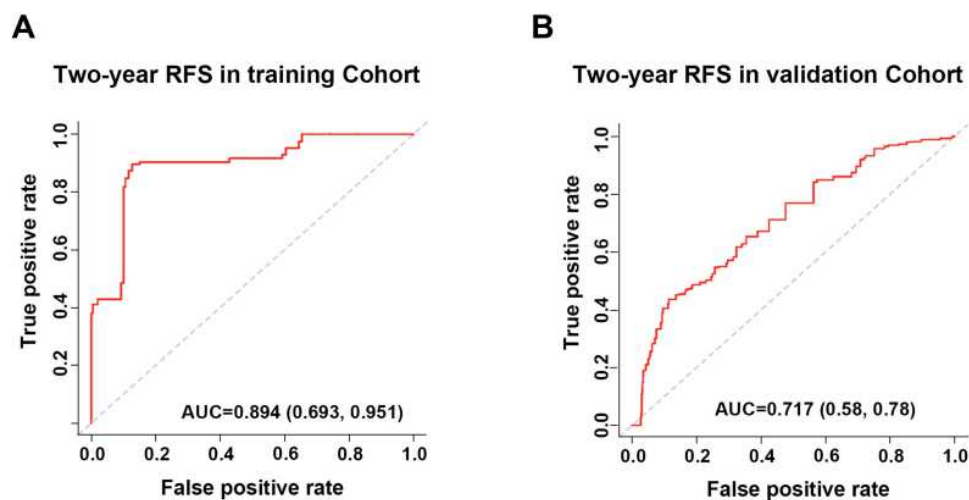 A
Two-year RFS in training Cohort
True positive rate
1.0
0.8
0.6
0.4
0.2
AUC=0.894 (0.693, 0.951)
0.0 0.2 0.4 0.6 0.8 1.0
False positive rate
B
Two-year RFS in validation Cohort
True positive rate
1.0
0.8
0.6
0.4
0.2
0.0
AUC=0.717 (0.58, 0.78)
0.0 0.2 0.4 0.6 0.8 1.0
False positive rate